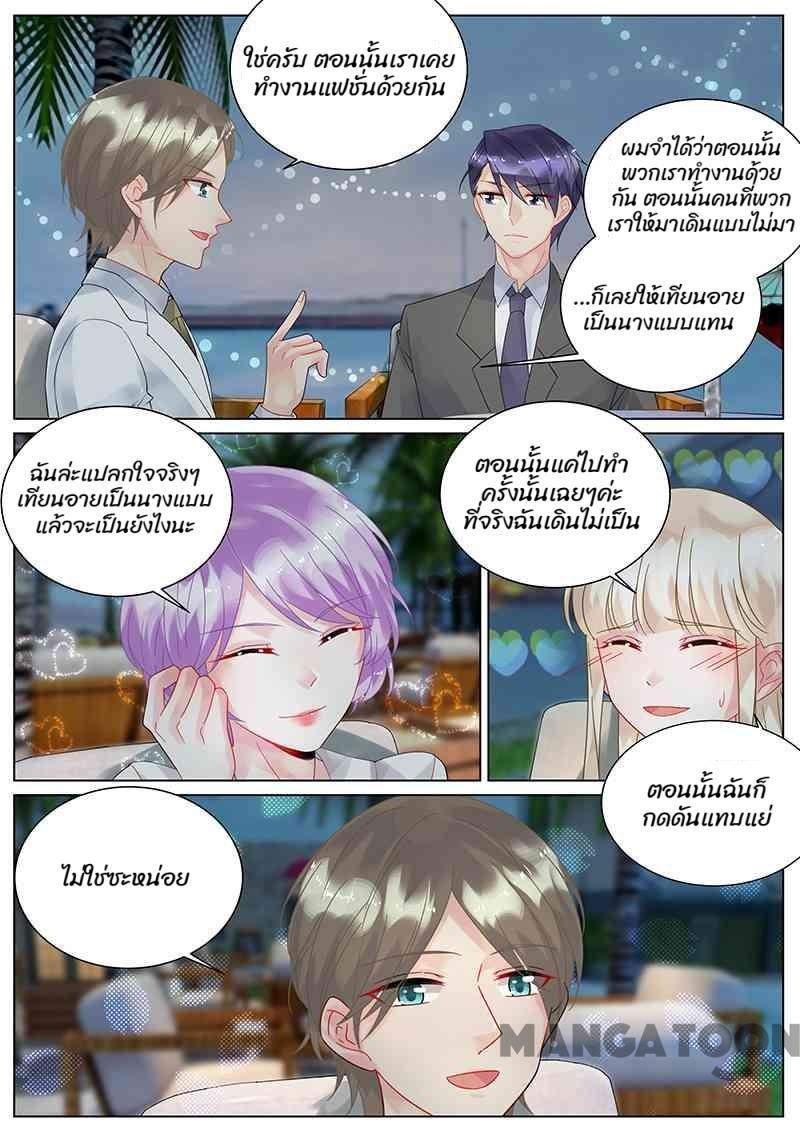 ใช่ครับ ตอนนั้นเราเคย
ทำงานแฟชั่นด้วยกัน
ผมจำได้ว่าตอนนั้น
พวกเราทำงานด้วย
กัน ตอนนั้นคนที่พวก
เราให้มาเดินแบบไม่มา
...ก็เลยให้เทียนอาย
เป็นนางแบบแทน
ฉันล่ะแปลกใจจริงๆ
เทียนอายเป็นนางแบบ
แล้วจะเป็นยังไงนะ
ตอนนั้นแค่ไปทำ
ครั้งนั้นเฉยๆค่ะ
ที่จริงฉันเดินไม่เป็น
ตอนนั้นฉันก็
กดดันแทบแย่
ไม่ใช่ซะหน่อย
MANGATOON